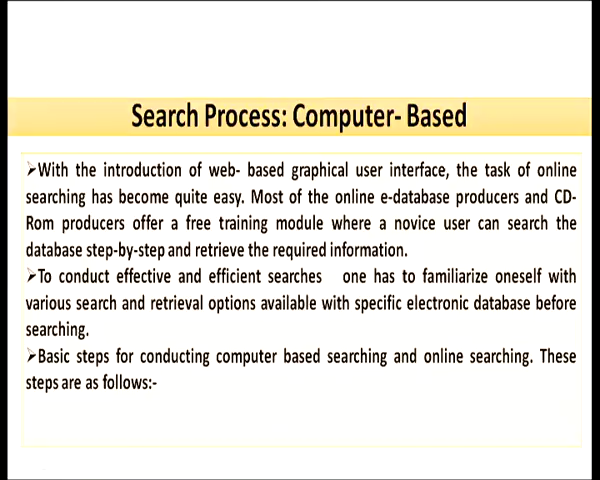 Search Process: Computer- Based
➢With the introduction of web- based graphical user interface, the task of online
searching has become quite easy. Most of the online e-database producers and CD-
Rom producers offer a free training module where a novice user can search the
database step-by-step and retrieve the required information.
➢To conduct effective and efficient searches one has to familiarize oneself with
various search and retrieval options available with specific electronic database before
searching.
➢Basic steps for conducting computer based searching and online searching. These
steps are as follows:-